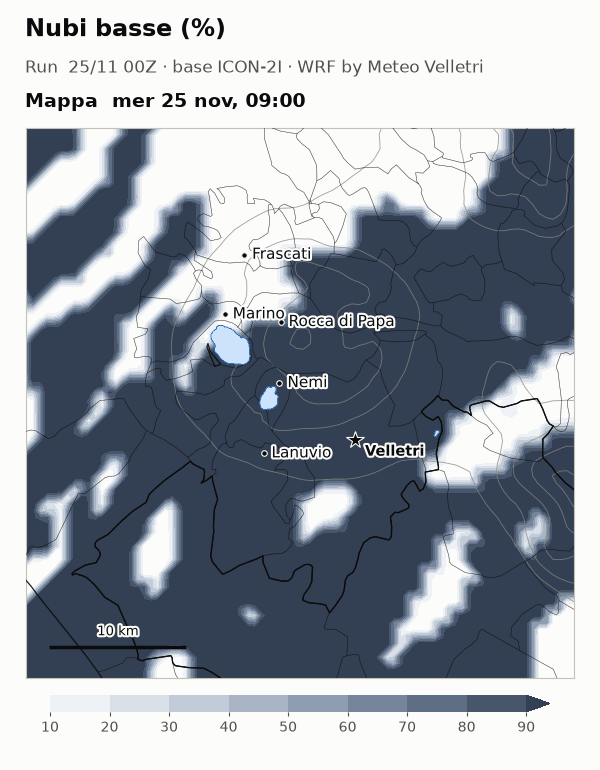 Nubi basse (%)
Run  25/11 00Z · base ICON-2I · WRF by Meteo Velletri
Mappa  mer 25 nov, 09:00
Frascati
Marino
Rocca di Papa
Nemi
Velletri
Lanuvio
10 km
10 20 30 40 50 60 70 80 90